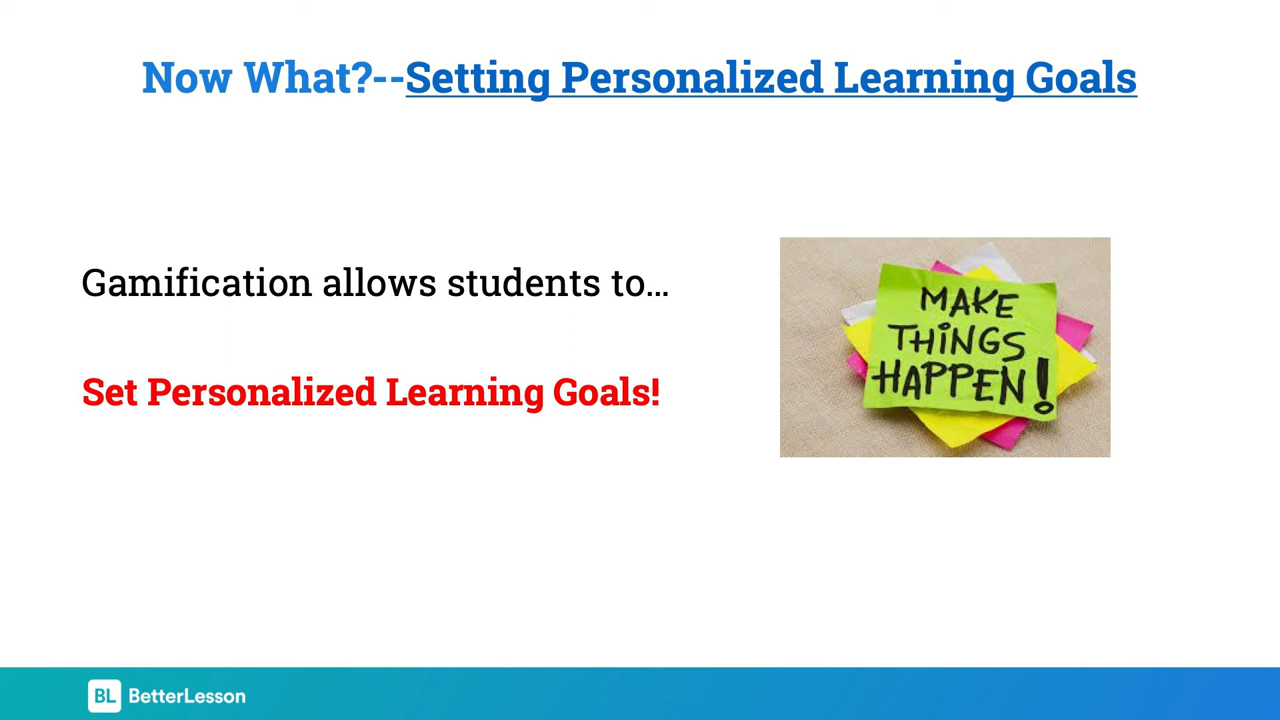 Now What?--Setting Personalized Learning Goals
Gamification allows students to…
Set Personalized Learning Goals!
MAKE
THINGS
HAPPEN!
BL BetterLesson